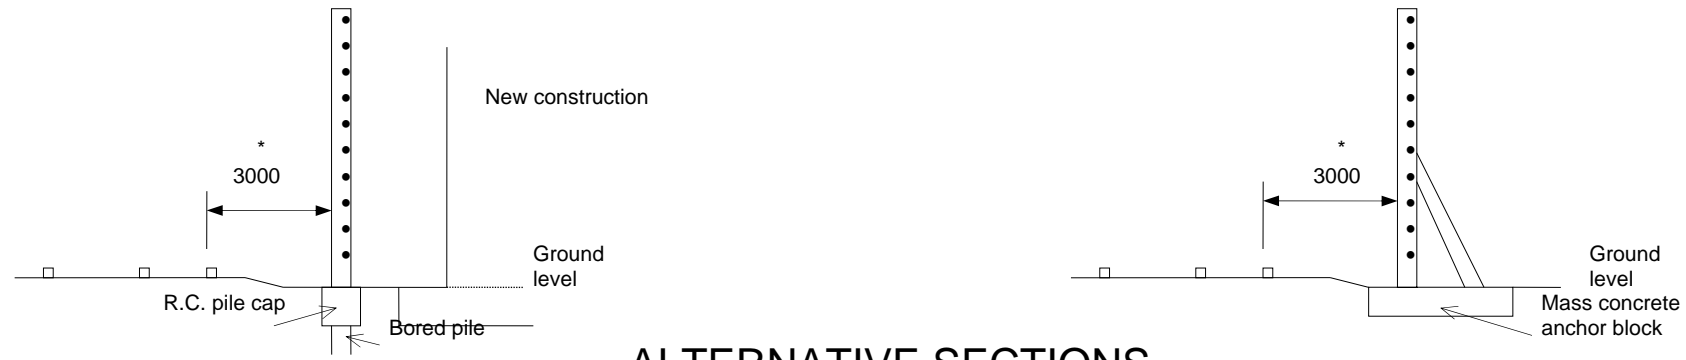 New construction
*
3000
Ground
level
R.C. pile cap
Bored pile
*
3000
Ground
level
Mass concrete
anchor block
ALTERNATIVE SECTIONS